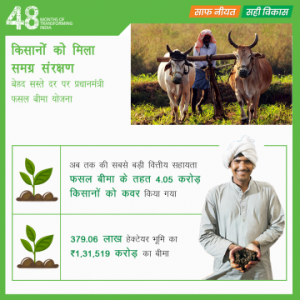 48 MONTHS OF
TRANSFORMING
INDIA
साफ नीयत सही विकास
किसानों को मिला
समग्र संरक्षण
बेहद सस्ते दर पर प्रधानमंत्री
फसल बीमा योजना
अब तक की सबसे बड़ी वित्तीय सहायता
फसल बीमा के तहत 4.05 करोड़
किसानों को कवर किया गया
379.06 लाख हेक्टेयर भूमि का
₹1,31,519 करोड़ का बीमा